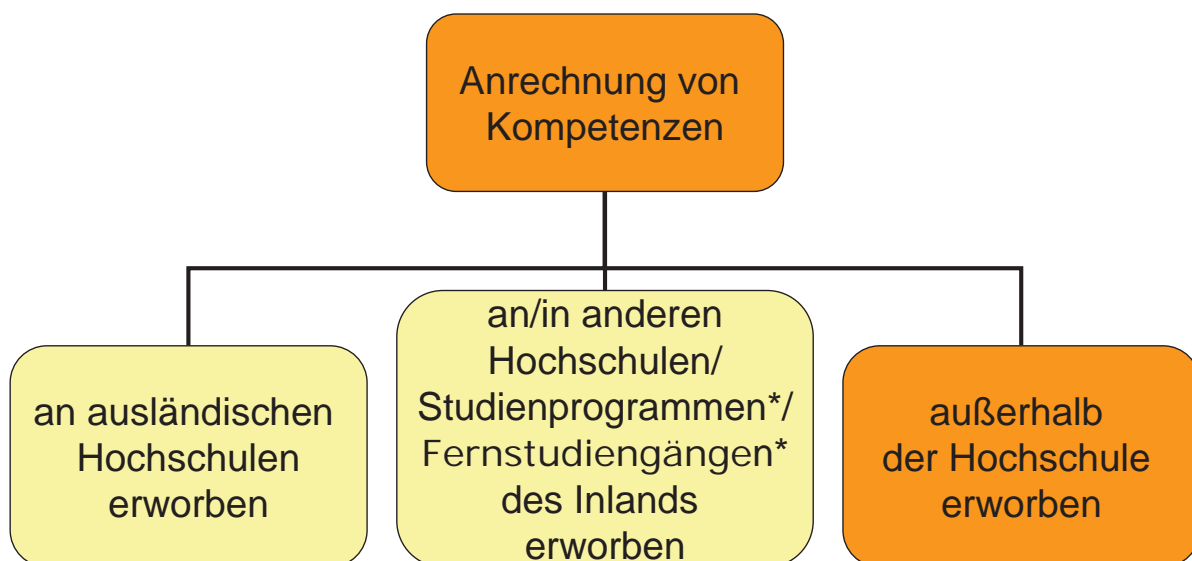 Anrechnung von
Kompetenzen
an ausländischen
Hochschulen
erworben
an/in anderen
Hochschulen/
Studienprogrammen*/
Fernstudiengängen*
des Inlands
erworben
außerhalb
der Hochschule
erworben